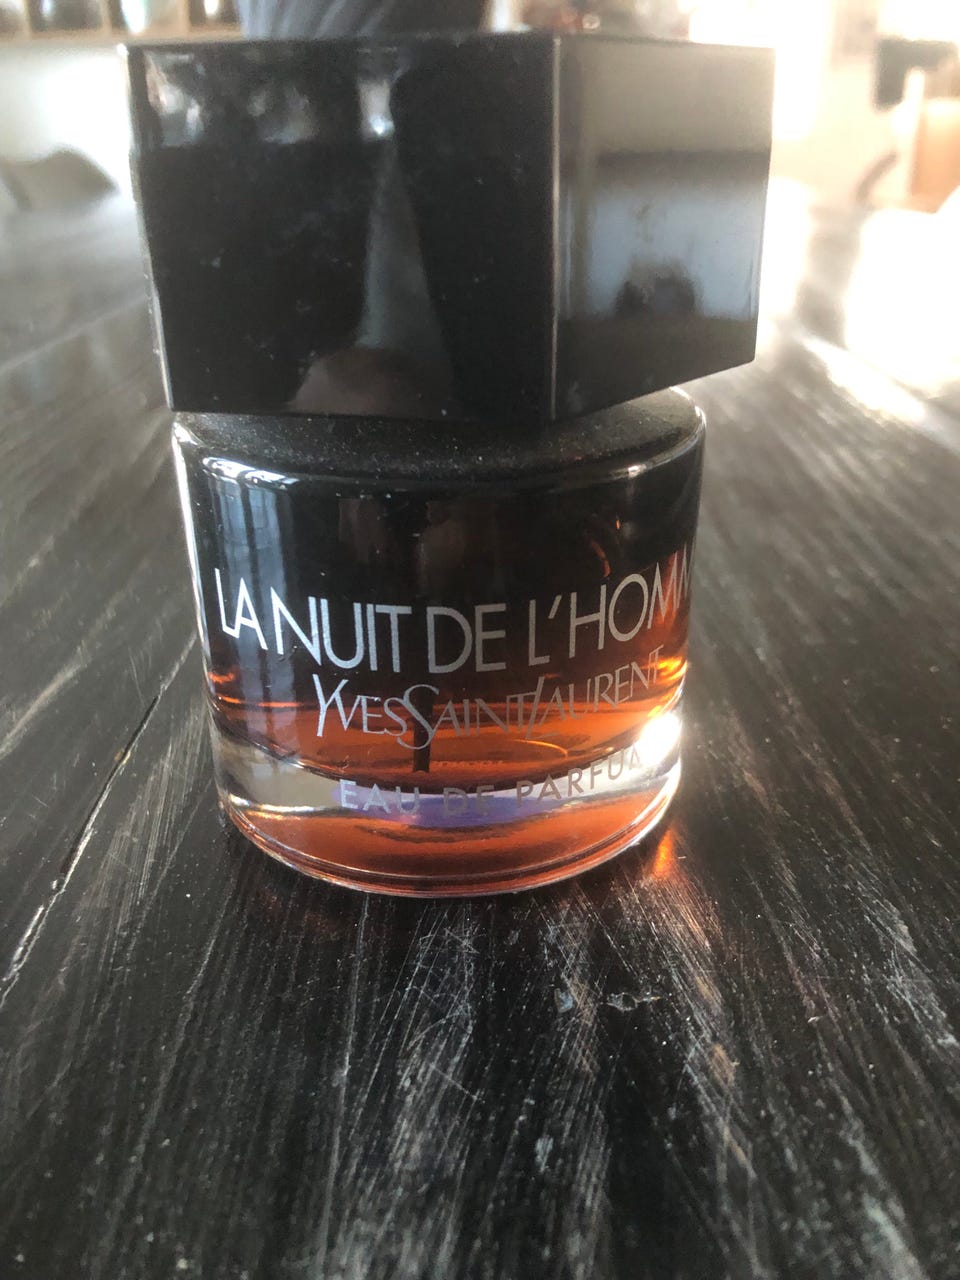 LA NUIT DE L'HOMM
YVESSAINTLAURENT
EAU DE PARFUM